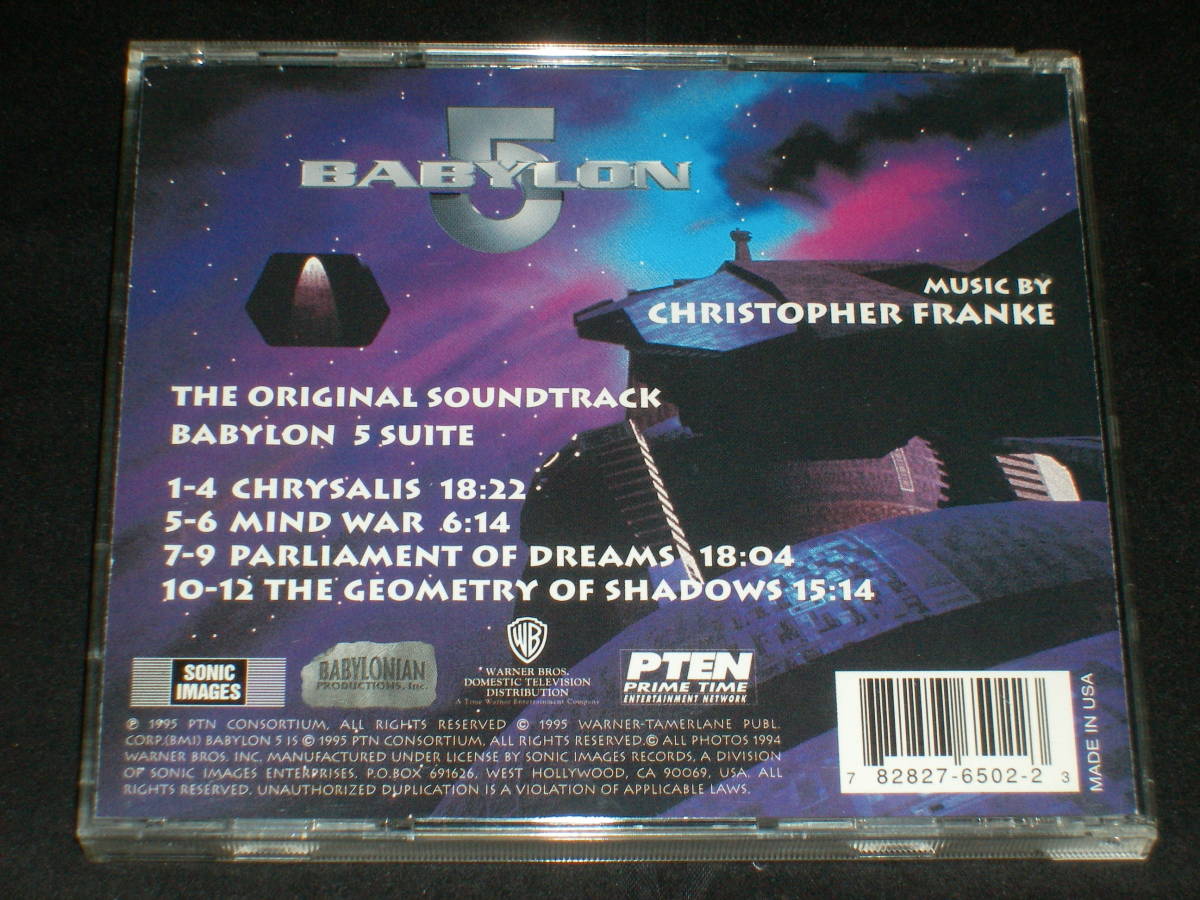 5
BABYLON
MUSIC BY
CHRISTOPHER FRANKE
THE ORIGINAL SOUNDTRACK
BABYLON 5 SUITE
1-4 CHRYSALIS 18:22
5-6 MIND WAR 6:14
7-9 PARLIAMENT OF DREAMS 18:04
10-12 THE GEOMETRY OF SHADOWS 15:14
SONIC
IMAGES
BABYLONIAN
PRODUCTIONS, Inc.
WB
WARNER BROS.
DOMESTIC TELEVISION
DISTRIBUTION
A Time Warner Entertainment Company
PTEN
PRIME TIME
ENTERTAINMENT NETWORK
℗ 1995 PTN CONSORTIUM, ALL RIGHTS RESERVED © 1995 WARNER-TAMERLANE PUBL.
CORP.(BMI) BABYLON 5 IS © 1995 PTN CONSORTIUM, ALL RIGHTS RESERVED.© ALL PHOTOS 1994
WARNER BROS. INC. MANUFACTURED UNDER LICENSE BY SONIC IMAGES RECORDS, A DIVISION
OF SONIC IMAGES ENTERPRISES. P.O.BOX 691626, WEST HOLLYWOOD, CA 90069, USA. ALL
RIGHTS RESERVED. UNAUTHORIZED DUPLICATION IS A VIOLATION OF APPLICABLE LAWS.
7 82827-6502-2 3
MADE IN USA